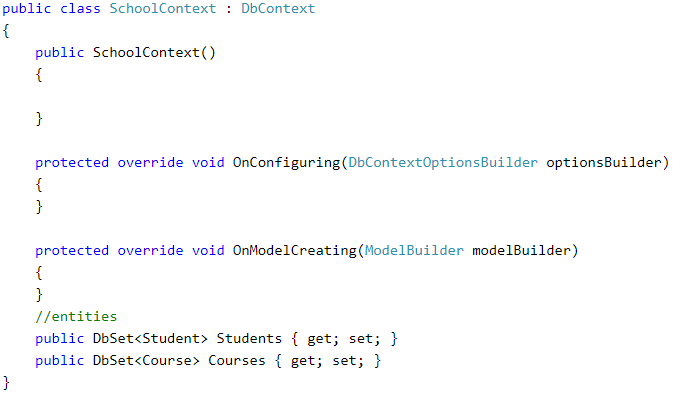 public class SchoolContext : DbContext
{
    public SchoolContext()
    {

    }

    protected override void OnConfiguring(DbContextOptionsBuilder optionsBuilder)
    {
    }

    protected override void OnModelCreating(ModelBuilder modelBuilder)
    {
    }
    //entities
    public DbSet<Student> Students { get; set; }
    public DbSet<Course> Courses { get; set; }
}